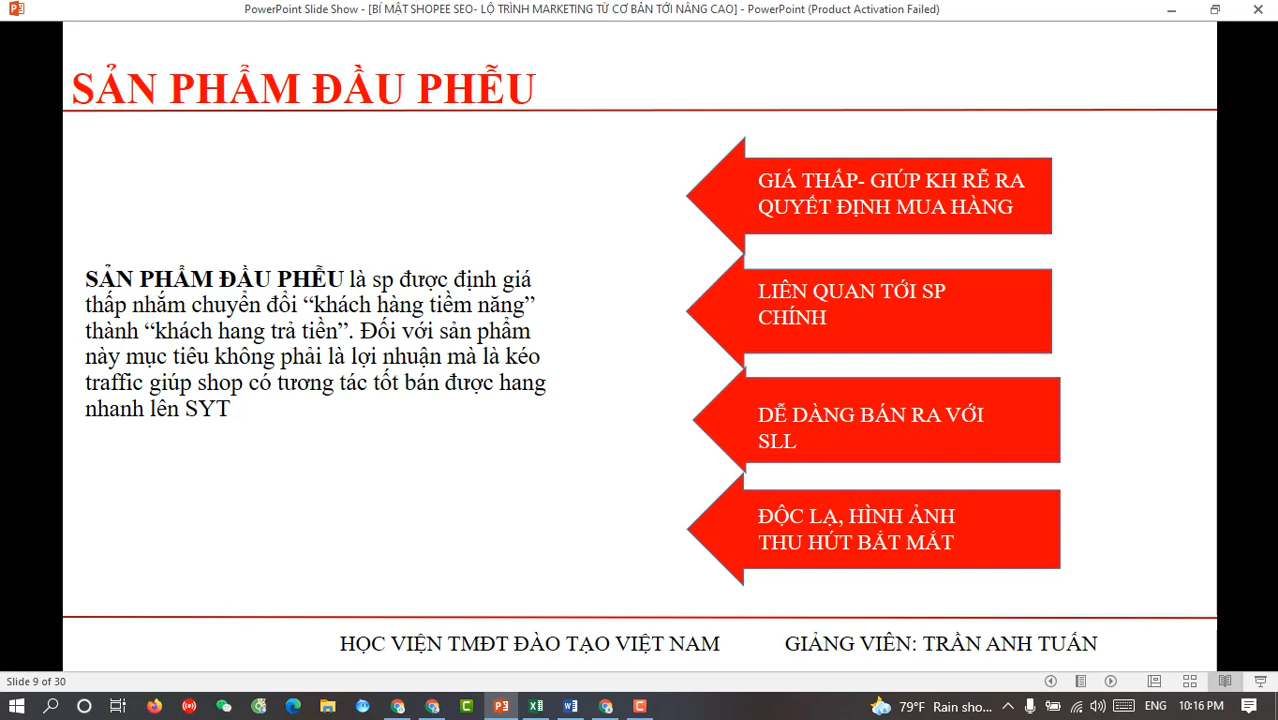 PowerPoint Slide Show - [BÍ MẬT SHOPEE SEO- LỘ TRÌNH MARKETING TỪ CƠ BẢN TỚI NÂNG CAO] - PowerPoint (Product Activation Failed)
SẢN PHẨM ĐẦU PHỄU
SẢN PHẨM ĐẦU PHỄU là sp được định giá
thấp nhắm chuyển đổi “khách hàng tiềm năng”
thành “khách hang trả tiền”. Đối với sản phẩm
này mục tiêu không phải là lợi nhuận mà là kéo
traffic giúp shop có tương tác tốt bán được hang
nhanh lên SYT
GIÁ THẤP- GIÚP KH RỄ RA
QUYẾT ĐỊNH MUA HÀNG
LIÊN QUAN TỚI SP
CHÍNH
DỄ DÀNG BÁN RA VỚI
SLL
ĐỘC LẠ, HÌNH ẢNH
THU HÚT BẮT MẮT
HỌC VIỆN TMĐT ĐÀO TẠO VIỆT NAM
GIẢNG VIÊN: TRẦN ANH TUẤN
Slide 9 of 30
79°F Rain sho...
ENG
10:16 PM